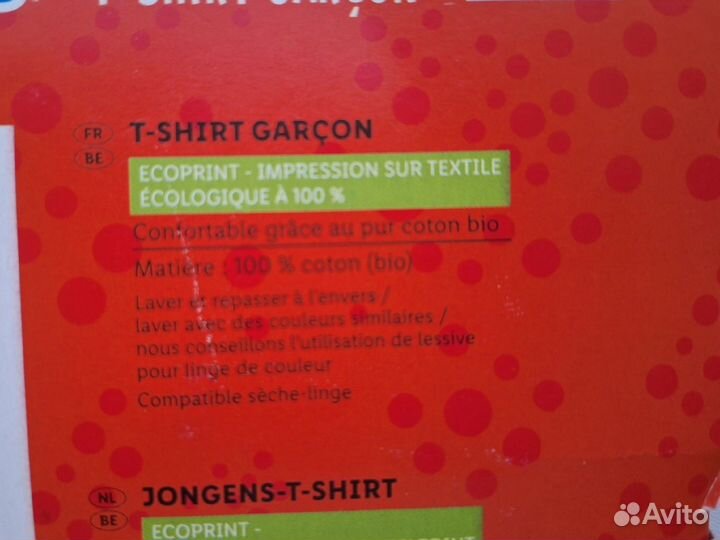 T-SHIRT GARÇON
FR
BE
T-SHIRT GARÇON
ECOPRINT - IMPRESSION SUR TEXTILE
ÉCOLOGIQUE À 100 %
Confortable grâce au pur coton bio
Matière : 100 % coton (bio)
Laver et repasser à l'envers /
laver avec des couleurs similaires /
nous conseillons l'utilisation de lessive
pour linge de couleur
Compatible sèche-linge
NL
BE
JONGENS-T-SHIRT
ECOPRINT -
Avito